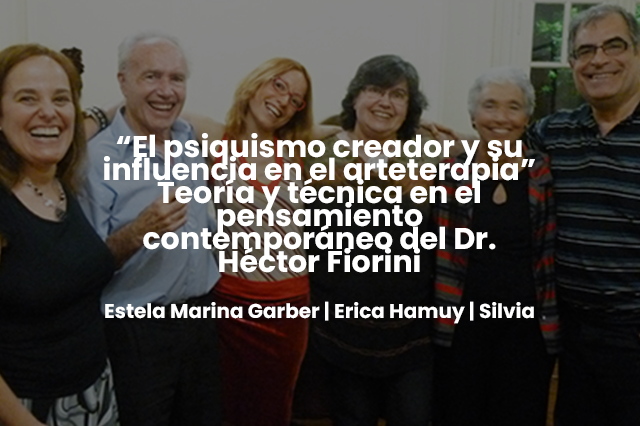 “El psiquismo creador y su
influencia en el arteterapia”
Teoría y técnica en el
pensamiento
contemporáneo del Dr.
Héctor Fiorini
Estela Marina Garber | Erica Hamuy | Silvia